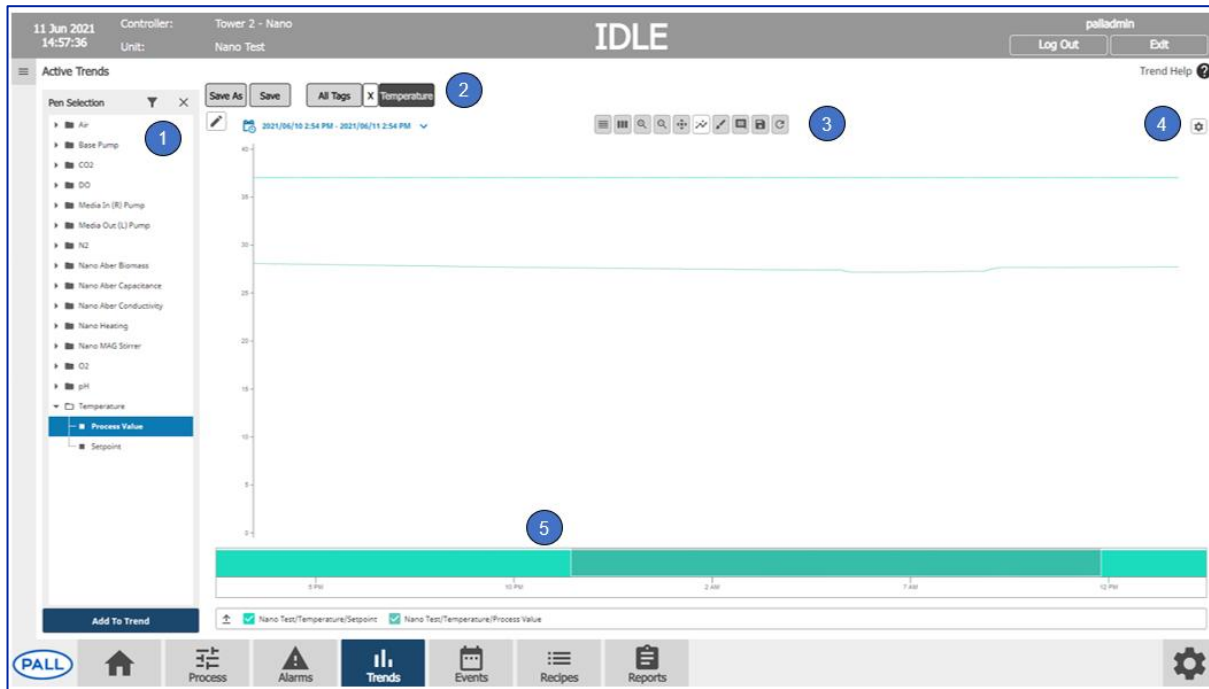 11 Jun 2021
14:57:36
Controller:
Unit:
Tower 2 - Nano
Nano Test
IDLE
palladmin
Log Out
Exit
Active Trends
Trend Help ?
Pen Selection
Save As
Save
All Tags
X
Temperature
2
1
Air
Base Pump
CO2
DO
Media In (R) Pump
Media Out (L) Pump
N2
Nano Aber Biomass
Nano Aber Capacitance
Nano Aber Conductivity
Nano Heating
Nano MAG Stirrer
O2
pH
Temperature
Process Value
Setpoint
Add To Trend
2021/06/10 2:54 PM - 2021/06/11 2:54 PM
3
4
40
35
30
25
20
15
10
5
0
5
5 PM
10 PM
2 AM
7 AM
12 PM
Nano Test/Temperature/Setpoint
Nano Test/Temperature/Process Value
PALL
Process
Alarms
Trends
Events
Recipes
Reports